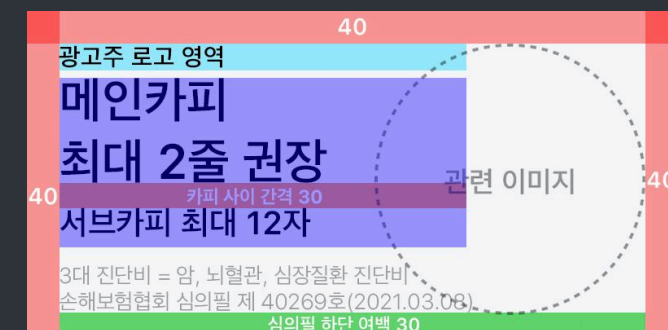 40
광고주 로고 영역
메인카피
최대 2줄 권장
관련 이미지
40
40
카피 사이 간격 30
서브카피 최대 12자
3대 진단비 = 암, 뇌혈관, 심장질환 진단비
손해보험협회 심의필 제 40269호(2021.03.08)
심의필 하단 여백 30